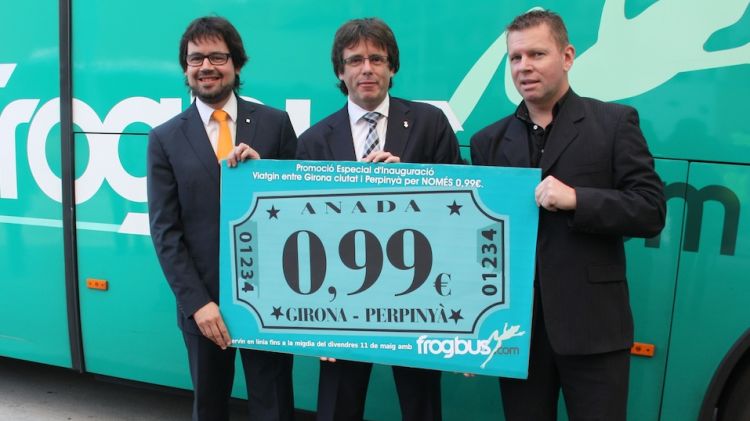 frogbus
Promoció Especial d'Inauguració
Viatgin entre Girona ciutat i Perpinyà per NOMÉS 0,99€.
ANADA
01234
0,99€
01234
GIRONA - PERPINYÀ
ervin en línia fins a la migdia del divendres 11 de maig amb
frogbus.com